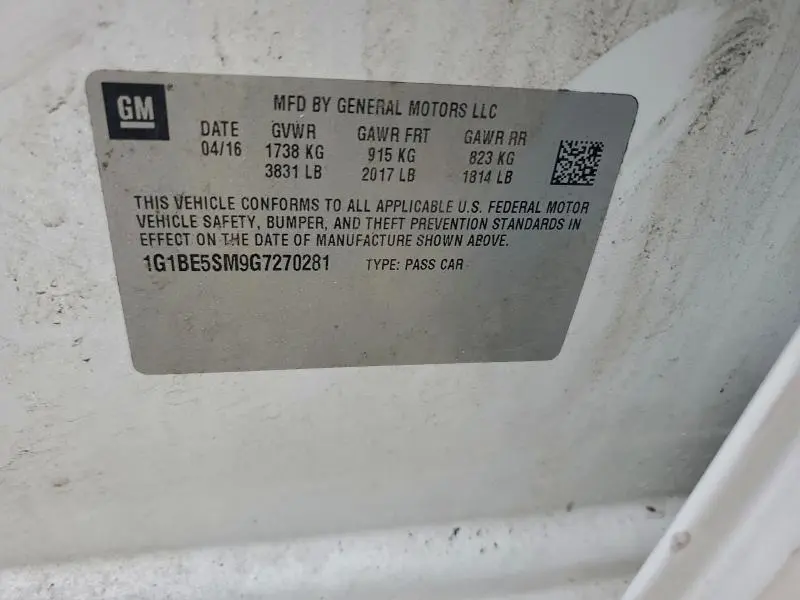 GM
MFD BY GENERAL MOTORS LLC
DATE GVWR GAWR FRT GAWR RR
04/16 1738 KG 915 KG 823 KG
3831 LB 2017 LB 1814 LB
THIS VEHICLE CONFORMS TO ALL APPLICABLE U.S. FEDERAL MOTOR
VEHICLE SAFETY, BUMPER, AND THEFT PREVENTION STANDARDS IN
EFFECT ON THE DATE OF MANUFACTURE SHOWN ABOVE.
1G1BE5SM9G7270281 TYPE: PASS CAR